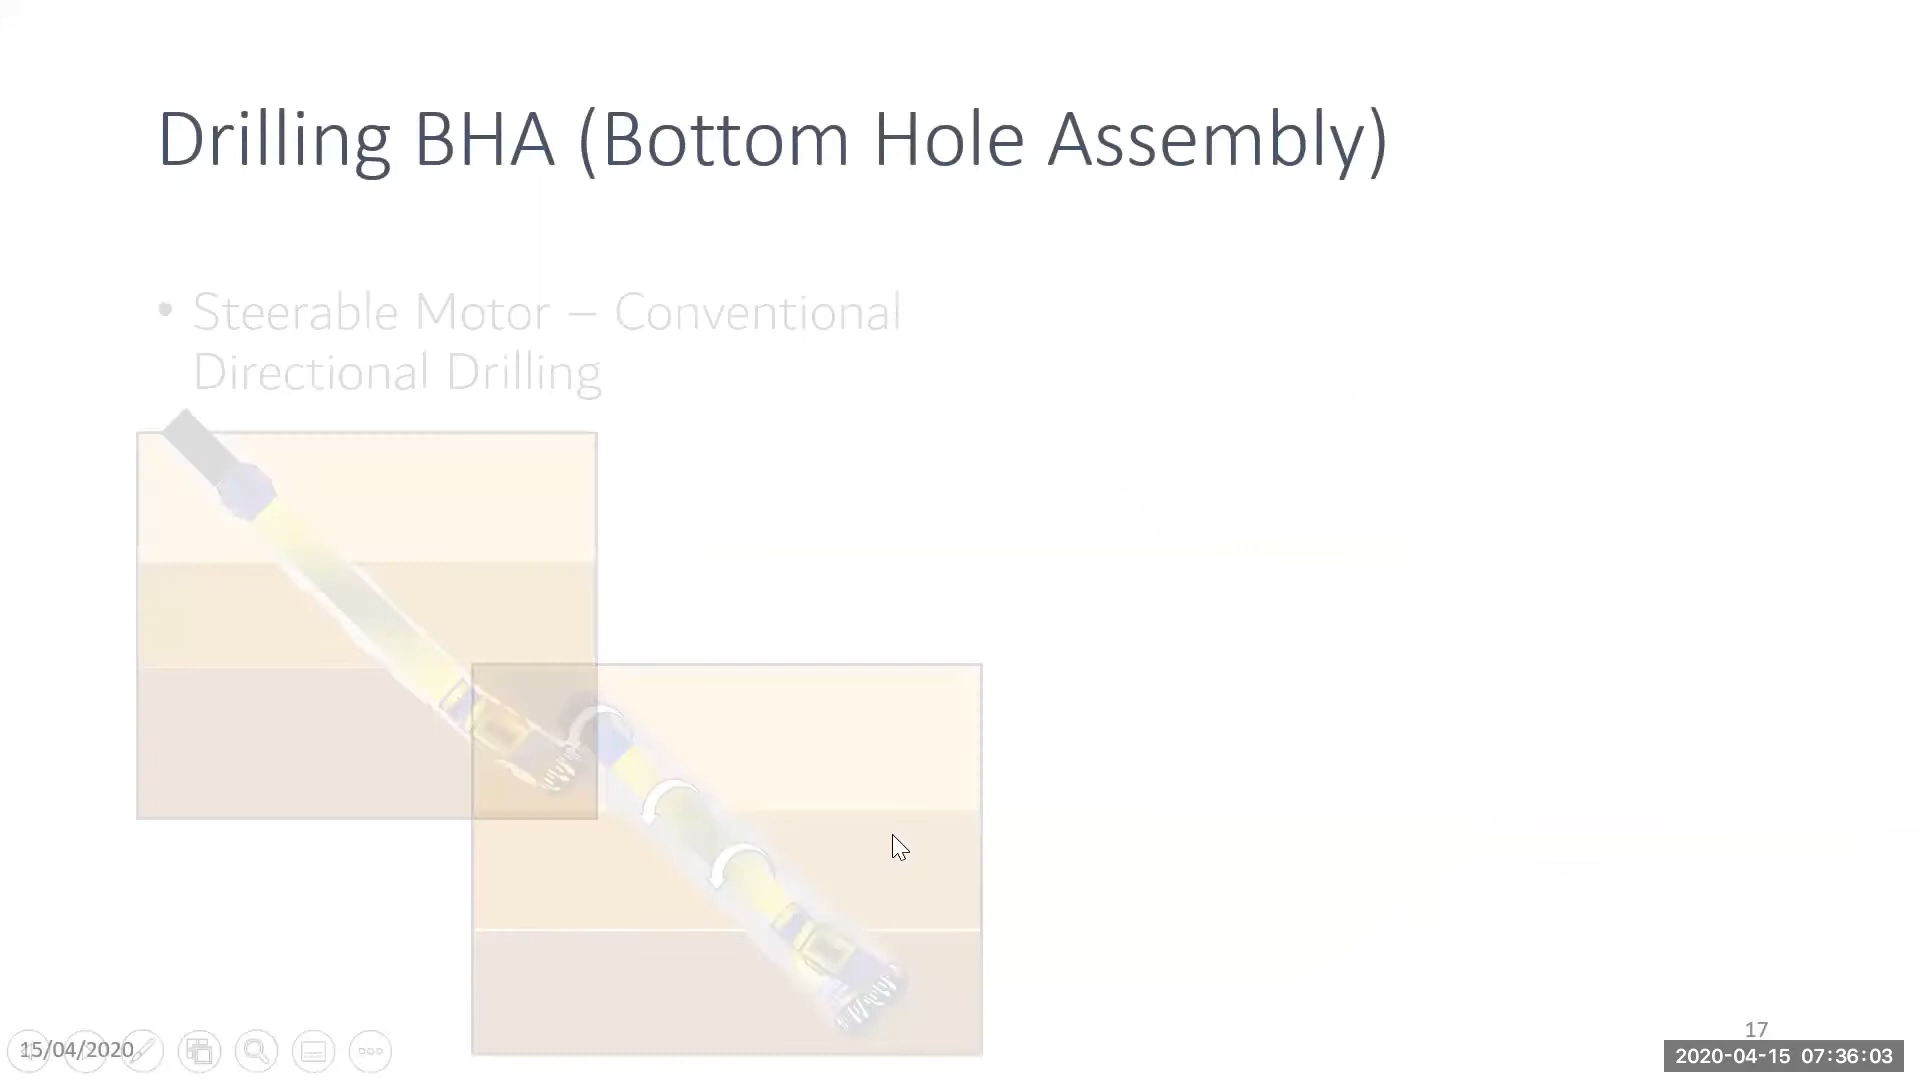 Drilling BHA (Bottom Hole Assembly)
• Steerable Motor – Conventional
Directional Drilling
15/04/2020
17
2020-04-15 07:36:03